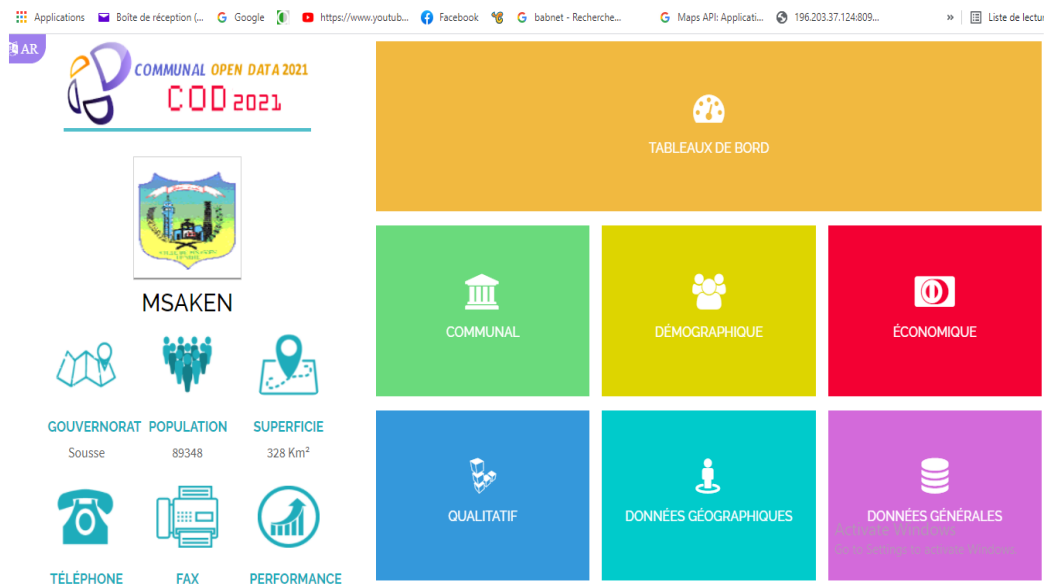 Applications
Boîte de réception (...
Google
https://www.youtub...
Facebook
babnet - Recherche...
Maps API: Applicati...
196.203.37.124:809...
»
Liste de lectur
AR
COMMUNAL OPEN DATA 2021
COD 2021
MSAKEN
GOUVERNORAT POPULATION SUPERFICIE
Sousse 89348 328 Km²
TÉLÉPHONE FAX PERFORMANCE
TABLEAUX DE BORD
COMMUNAL
DÉMOGRAPHIQUE
ÉCONOMIQUE
QUALITATIF
DONNÉES GÉOGRAPHIQUES
DONNÉES GÉNÉRALES
Activate Windows
Go to Settings to activate Windows.